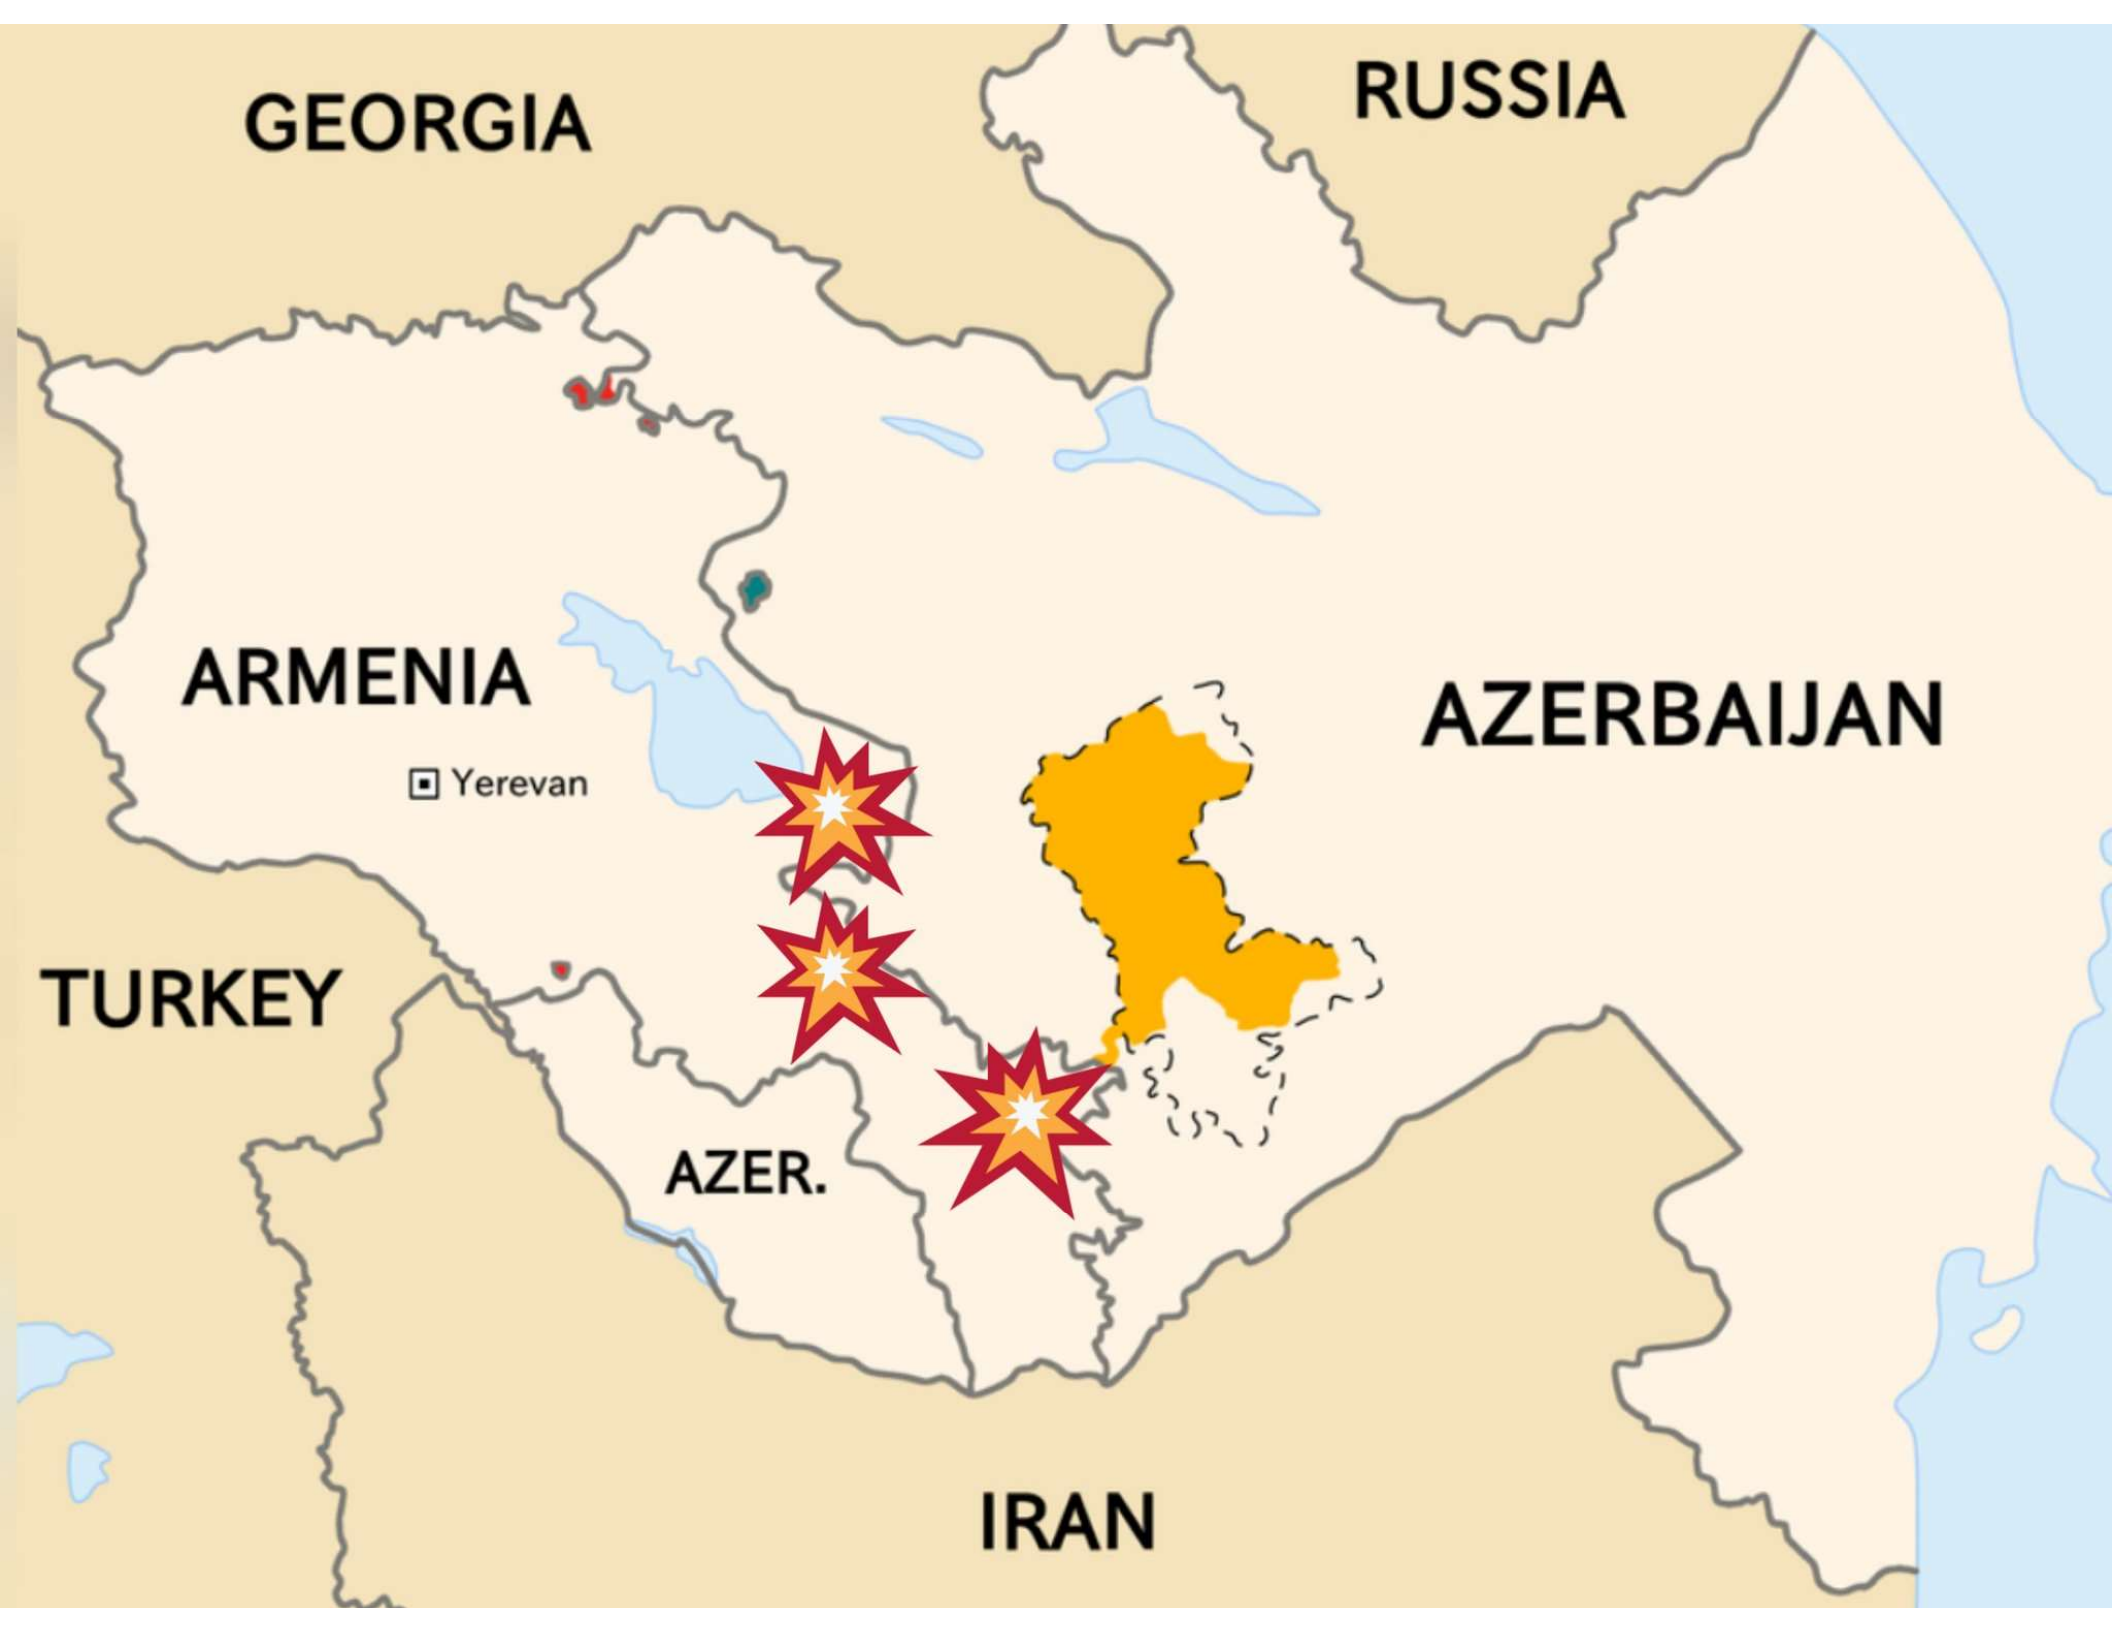 GEORGIA
RUSSIA
ARMENIA
AZERBAIJAN
Yerevan
TURKEY
AZER.
IRAN